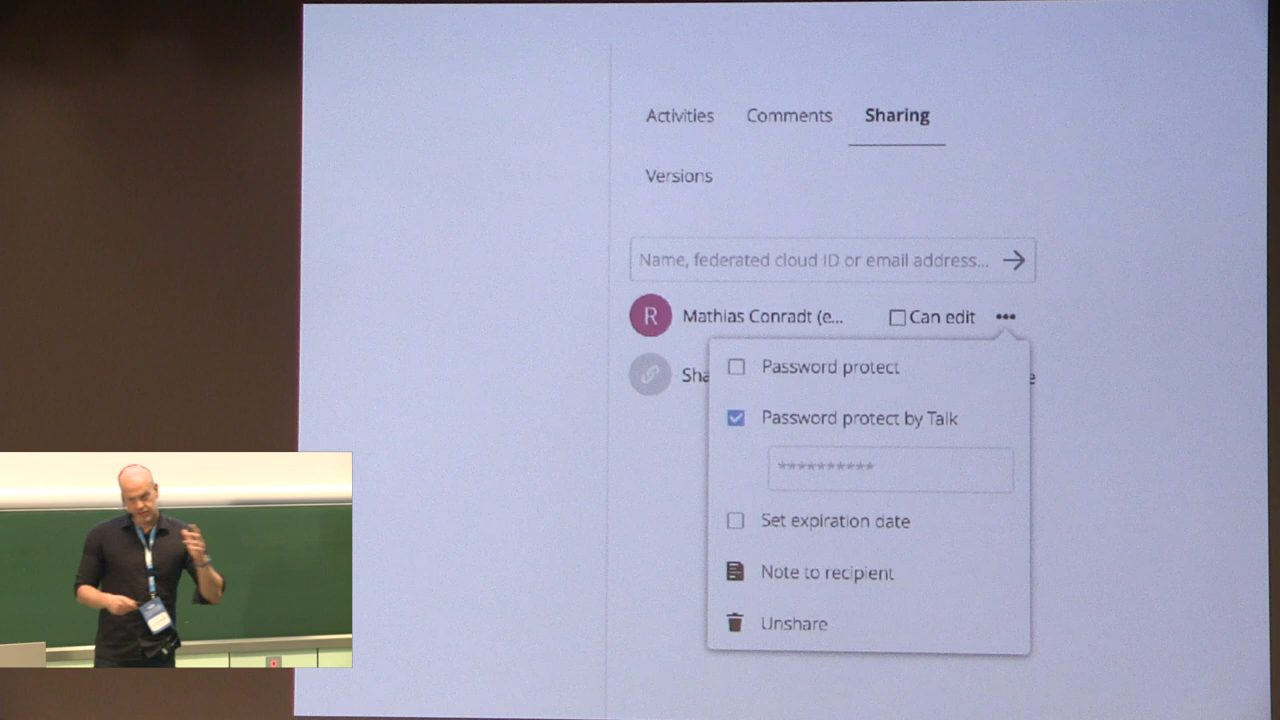 Activities Comments Sharing
Versions
Name, federated cloud ID or email address...
R Mathias Conradt (e... Can edit
Password protect
Sha e
Password protect by Talk
**********
Set expiration date
Note to recipient
Unshare